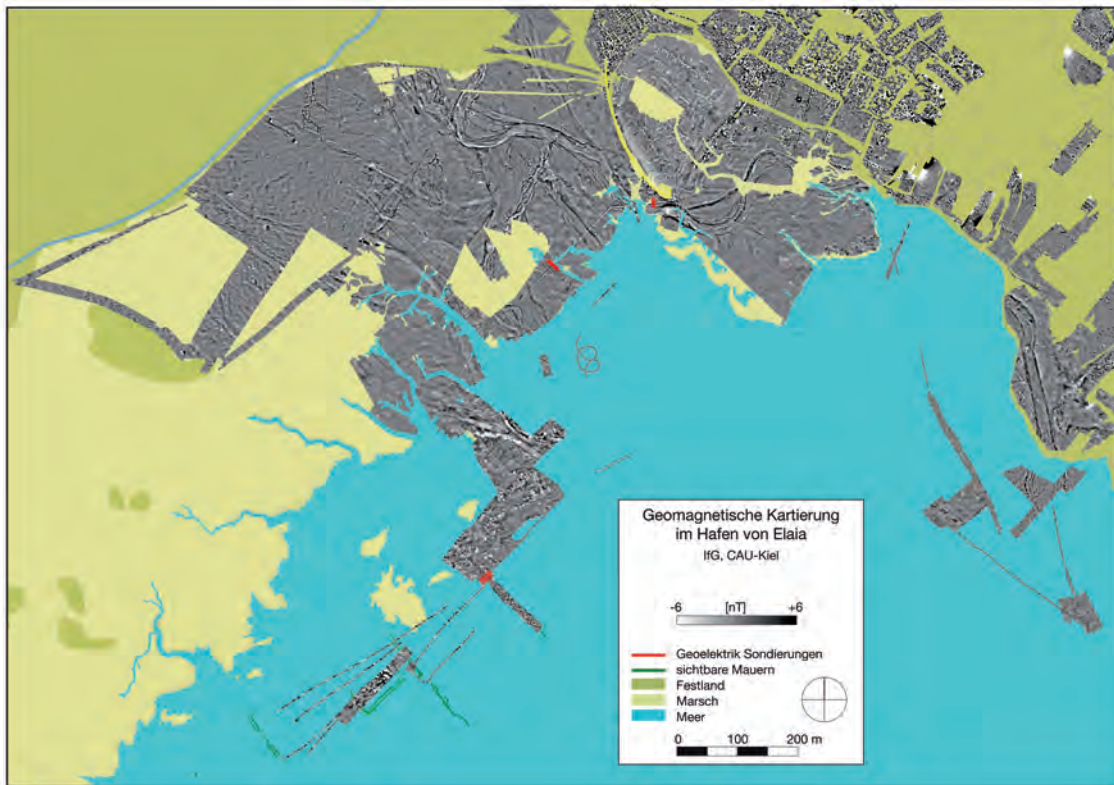 Geomagnetische Kartierung
im Hafen von Elaia
IfG, CAU-Kiel
-6 [nT] +6
Geoelektrik Sondierungen
sichtbare Mauern
Festland
Marsch
Meer
0 100 200 m